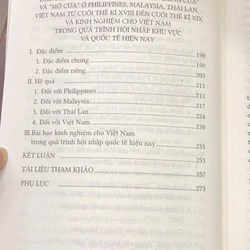 VÀ "MỞ CỬA" Ở PHILIPPINES, MALAYSIA, THÁI LAN,
VIỆT NAM TỪ CUỐI THẾ KỈ XVIII ĐẾN CUỐI THẾ KỈ XIX
VÀ KINH NGHIỆM CHO VIỆT NAM
TRONG QUÁ TRÌNH HỘI NHẬP KHU VỰC
VÀ QUỐC TẾ HIỆN NAY
I. Đặc điểm 190
1. Đặc điểm chung 190
2. Đặc điểm riêng 203
II. Hệ quả 211
1. Đối với Philippines 211
2. Đối với Malaysia 217
3. Đối với Thái Lan
4. Đối với Việt Nam
III. Bài học kinh nghiệm cho Việt Nam
trong quá trình hội nhập quốc tế hiện nay 235
KẾT LUẬN
TÀI LIỆU THAM KHẢO
PHỤ LỤC 273